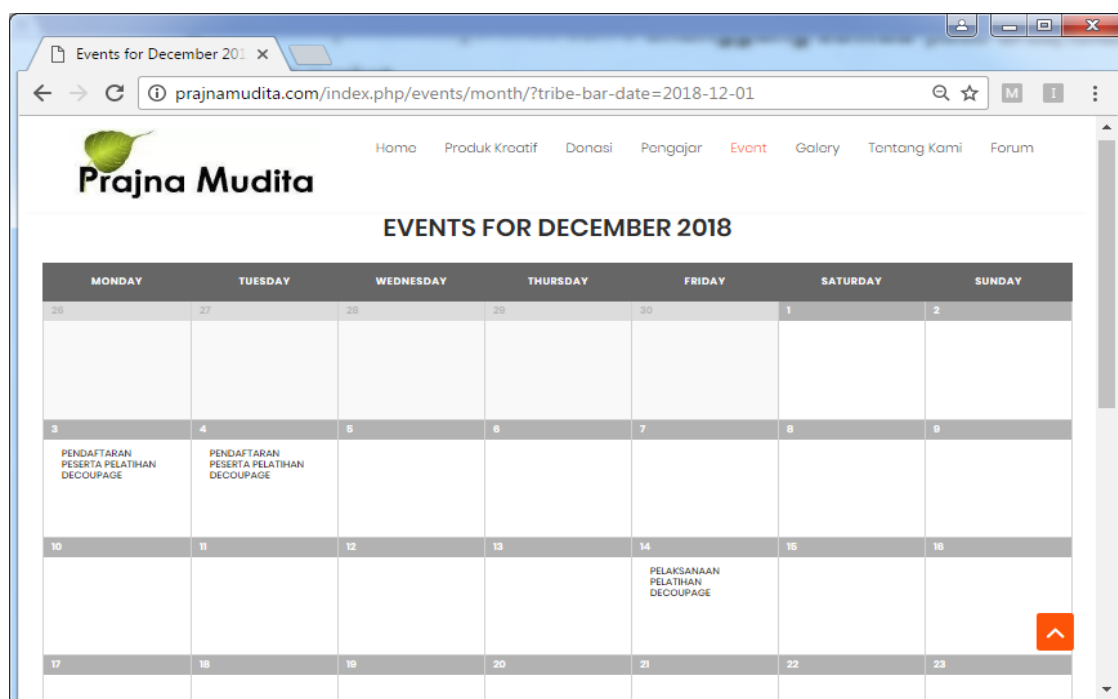 Events for December 201
prajnamudita.com/index.php/events/month/?tribe-bar-date=2018-12-01
M
I
Prajna Mudita
Home Produk Kreatif Donasi Pengajar Event Galery Tentang Kami Forum
EVENTS FOR DECEMBER 2018
MONDAY TUESDAY WEDNESDAY THURSDAY FRIDAY SATURDAY SUNDAY
26 27 28 29 30 1 2
3 4 5 6 7 8 9
PENDAFTARAN
PESERTA PELATIHAN
DECOUPAGE
PENDAFTARAN
PESERTA PELATIHAN
DECOUPAGE
10 11 12 13 14 15 16
PELAKSANAAN
PELATIHAN
DECOUPAGE
17 18 19 20 21 22 23